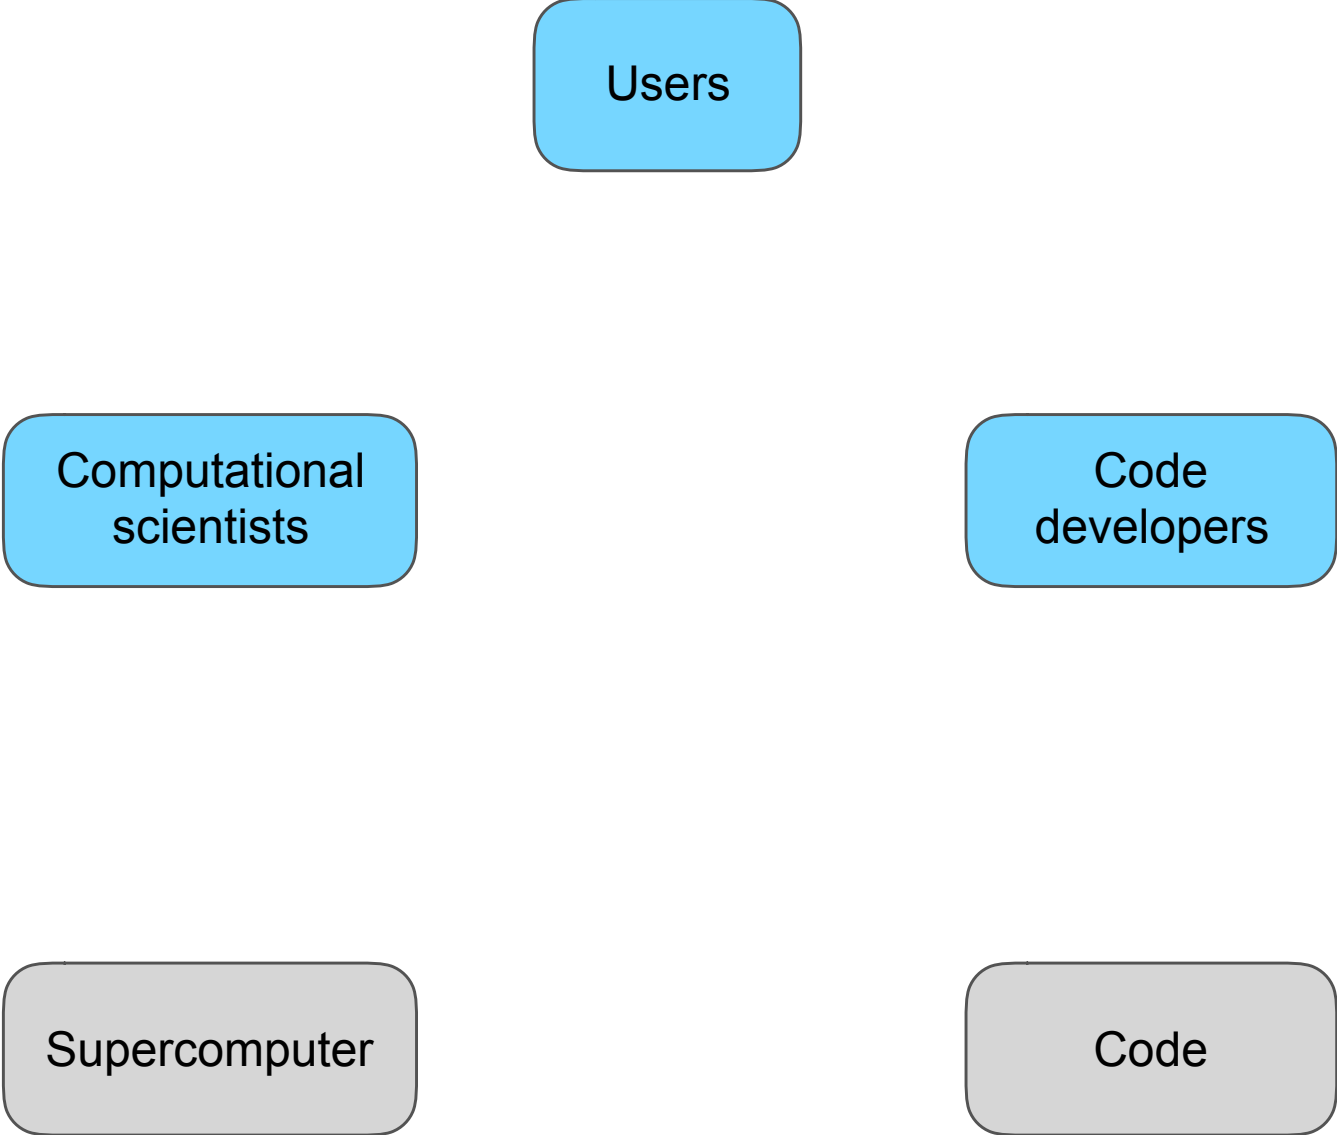 Users
Computational
scientists
Code
developers
Supercomputer
Code